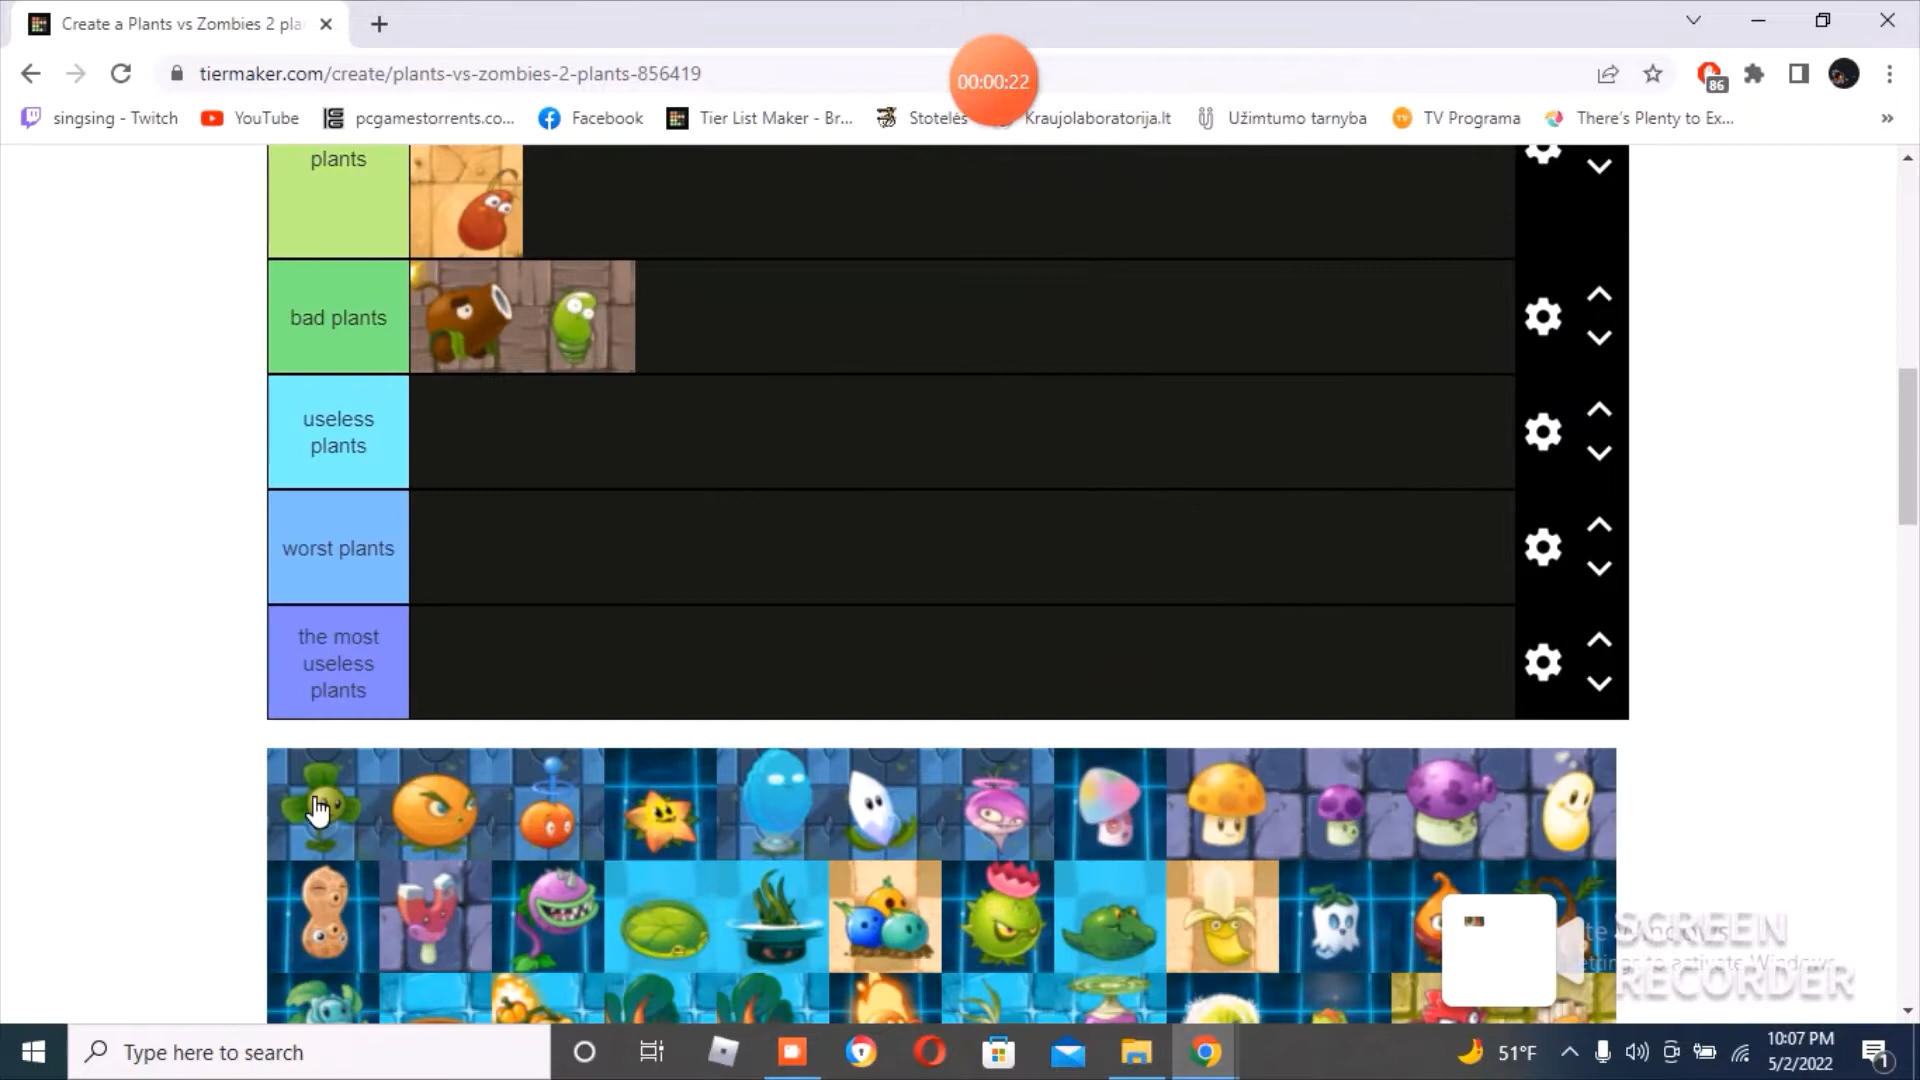 Create a Plants vs Zombies 2 pla
tiermaker.com/create/plants-vs-zombies-2-plants-856419
00:00:22
86
singsing - Twitch
YouTube
pcgamestorrents.co...
Facebook
Tier List Maker - Br...
Stotelės
Kraujolaboratorija.lt
Užimtumo tarnyba
TV Programa
There's Plenty to Ex...
»
plants
bad plants
useless
plants
worst plants
the most
useless
plants
SCREEN
RECORDER
Type here to search
51°F
10:07 PM
5/2/2022
1